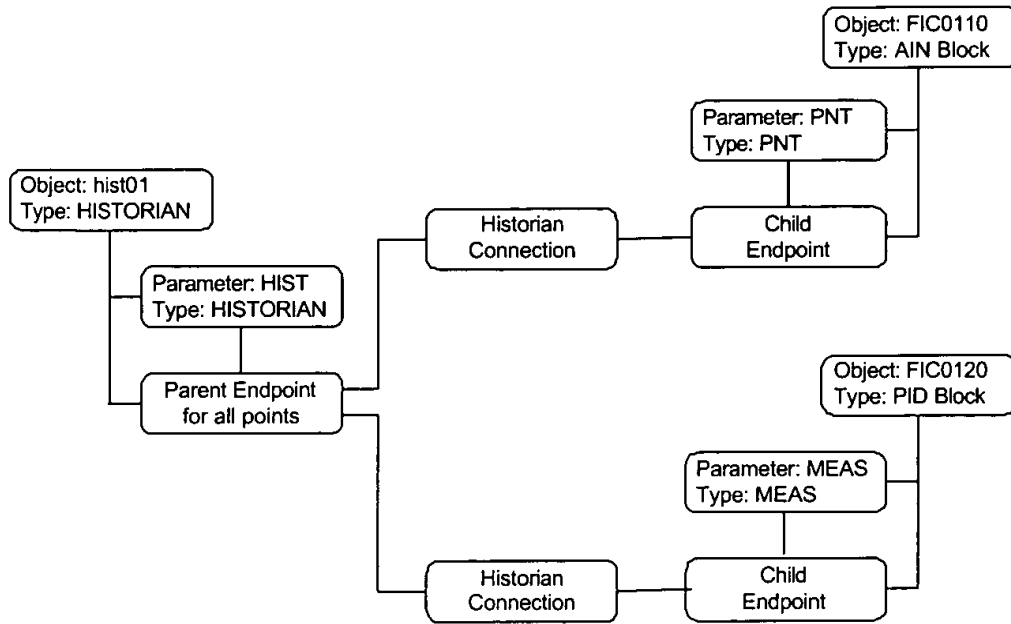 Object: FIC0110
Type: AIN Block
Parameter: PNT
Type: PNT
Object: hist01
Type: HISTORIAN
Historian
Connection
Child
Endpoint
Parameter: HIST
Type: HISTORIAN
Parent Endpoint
for all points
Object: FIC0120
Type: PID Block
Parameter: MEAS
Type: MEAS
Historian
Connection
Child
Endpoint